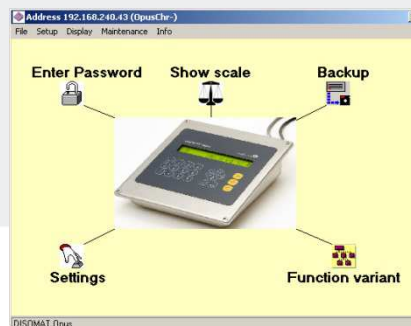 Address 192.168.240.43 (OpusChr-)
File Setup Display Maintenance Info
Enter Password Show scale Backup
Settings Function variant
DISOMAT Opus